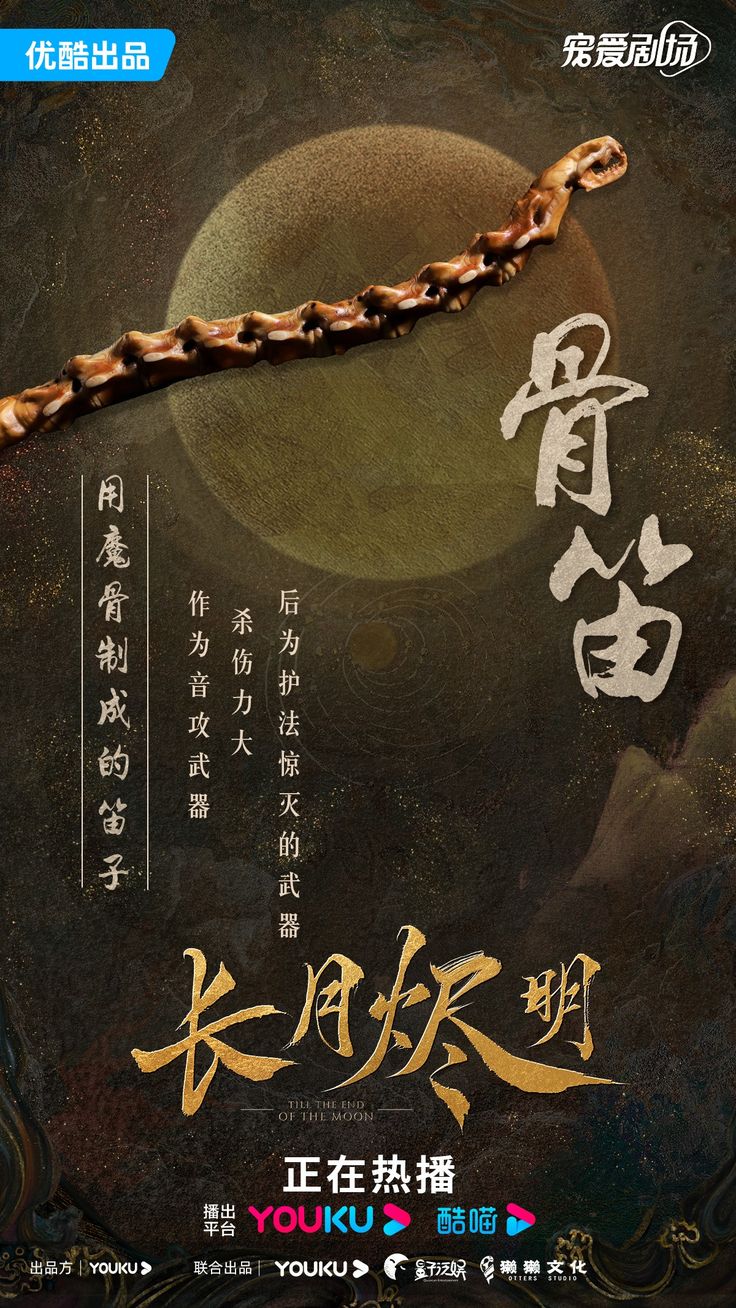 优酷出品
宠爱剧场
骨笛
用魔骨制成的笛子
作为音攻武器
杀伤力大
后为护法惊灭的武器
长月烬明
TILL THE END
OF THE MOON
正在热播
播出
平台
YOUKU
酷喵
出品方 YOUKU
联合出品 YOUKU
獭獭文化
OTTERS STUDIO